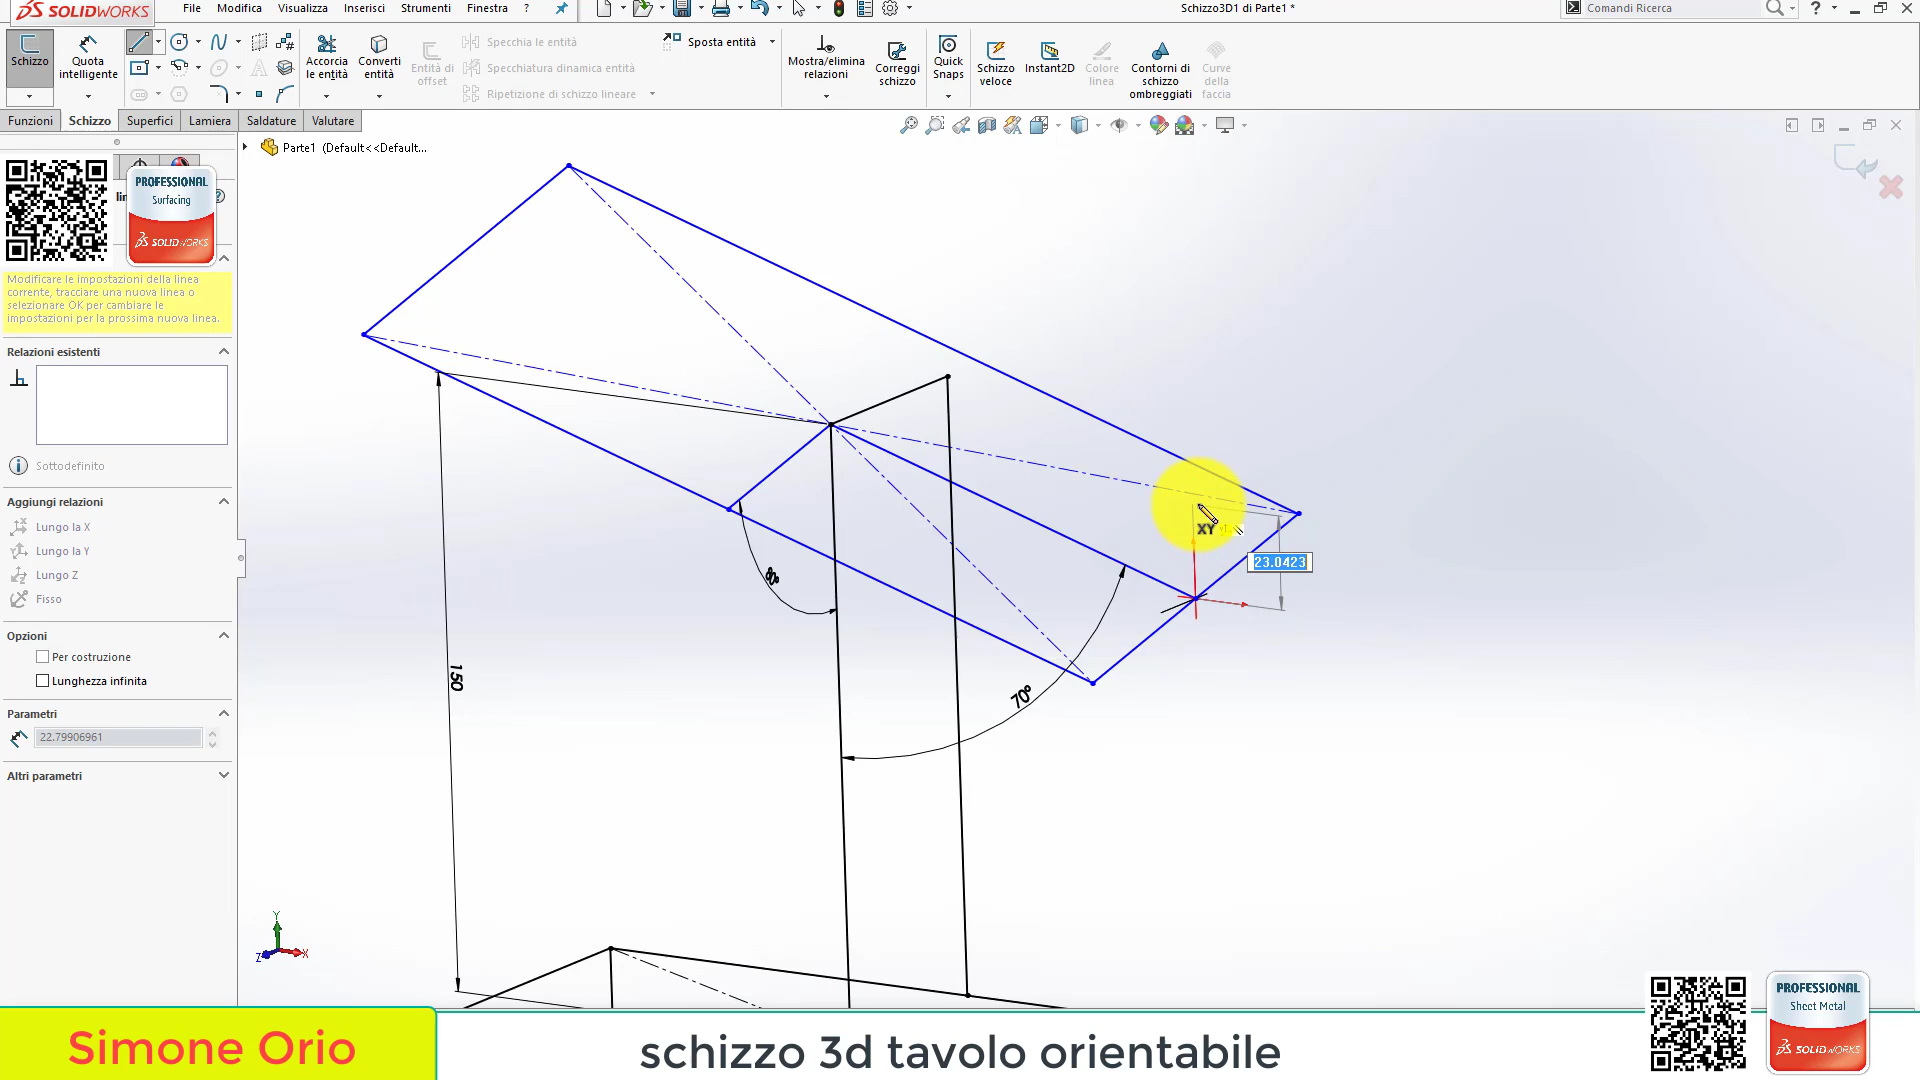 SOLIDWORKS
File
Modifica
Visualizza
Inserisci
Strumenti
Finestra
?
Schizzo3D1 di Parte1 *
Comandi Ricerca
?
Schizzo
Quota
intelligente
Accorcia
le entità
Converti
entità
Entità di
offset
Specchia le entità
Specchiatura dinamica entità
Ripetizione di schizzo lineare
Sposta entità
Mostra/elimina
relazioni
Correggi
schizzo
Quick
Snaps
Schizzo
veloce
Instant2D
Colore
linea
Contorni di
schizzo
ombreggiati
Curve
della
faccia
Funzioni
Schizzo
Superfici
Lamiera
Saldature
Valutare
Parte1 (Default<<Default...
PROFESSIONAL
Surfacing
SOLIDWORKS
Modificare le impostazioni della linea
corrente, tracciare una nuova linea o
selezionare OK per cambiare le
impostazioni per la prossima nuova linea.
Relazioni esistenti
Sottodefinito
Aggiungi relazioni
Lungo la X
Lungo la Y
Lungo Z
Fisso
Opzioni
Per costruzione
Lunghezza infinita
Parametri
22.79906961
Altri parametri
150
70°
XY
23.0423
Y
X
Z
Simone Orio
schizzo 3d tavolo orientabile
PROFESSIONAL
Sheet Metal
SOLIDWORKS